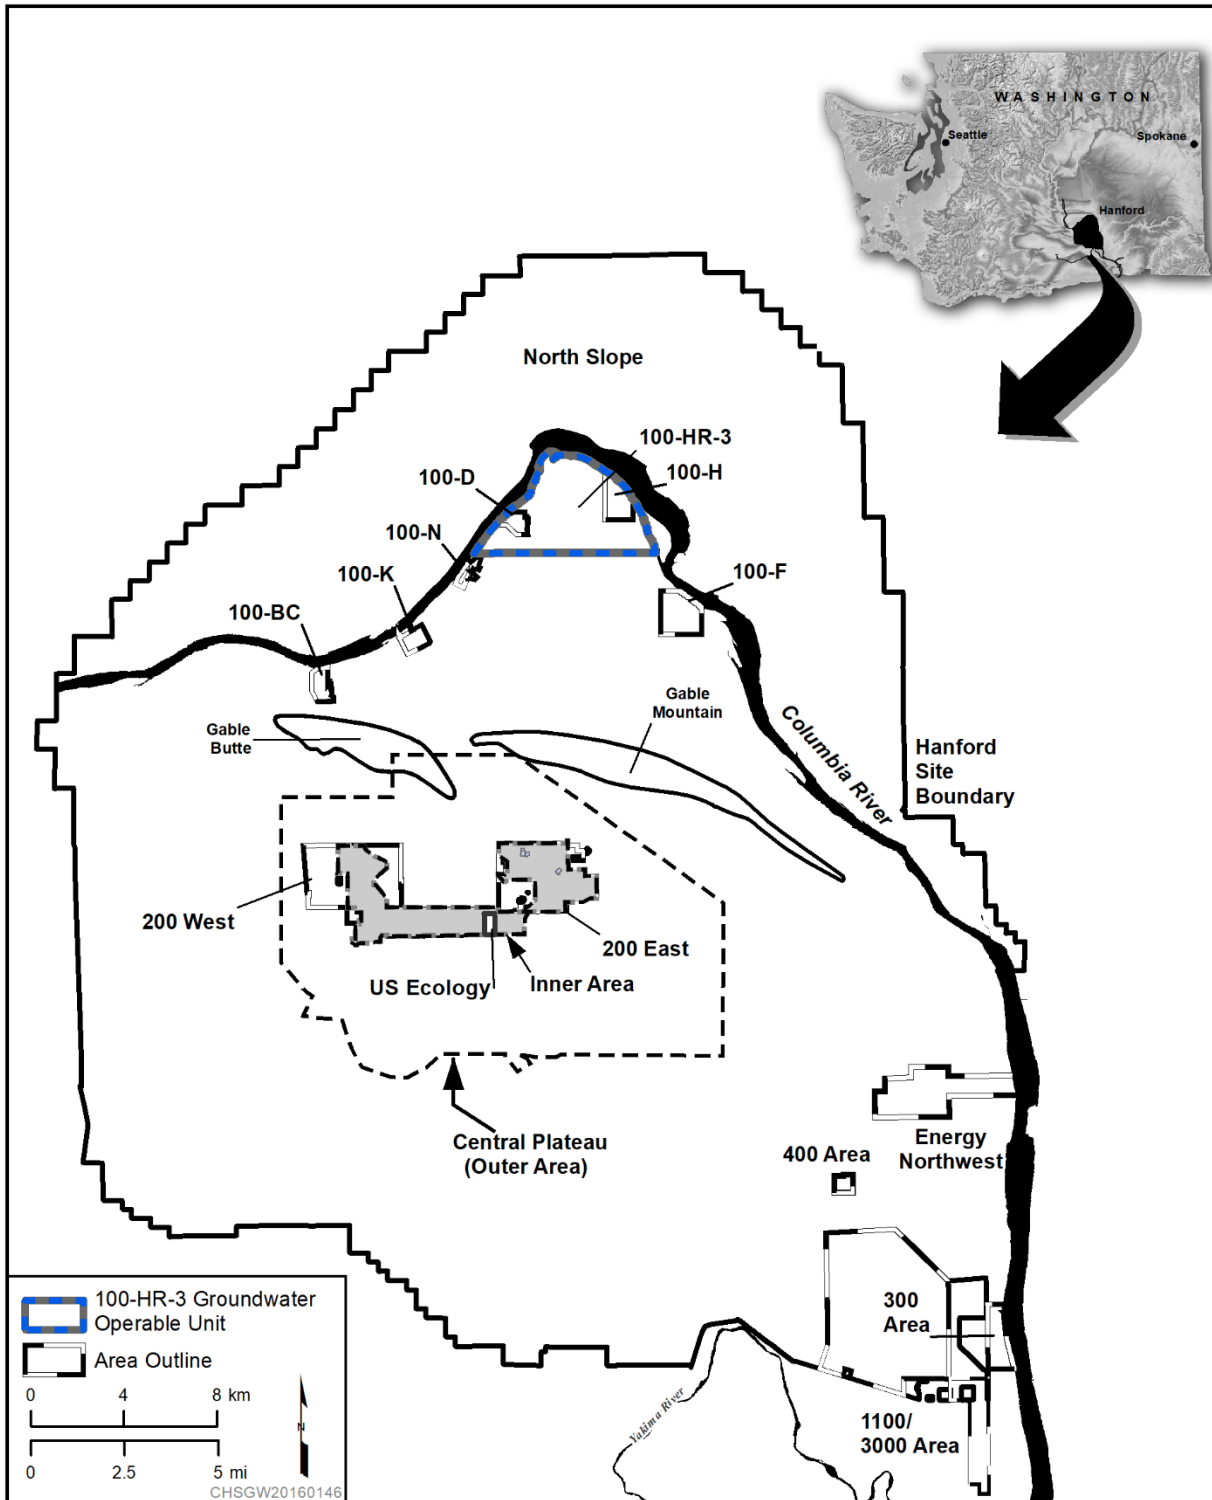 WASHINGTON
Seattle
Spokane
Hanford
North Slope
100-HR-3
100-H
100-D
100-N
100-K
100-F
100-BC
Gable
Butte
Gable
Mountain
Columbia River
Hanford
Site
Boundary
200 West
200 East
US Ecology
Inner Area
Central Plateau
(Outer Area)
Energy
Northwest
400 Area
300
Area
1100/
3000 Area
Yakima River
100-HR-3 Groundwater
Operable Unit
Area Outline
0 4 8 km
0 2.5 5 mi
N
CHSGW20160146